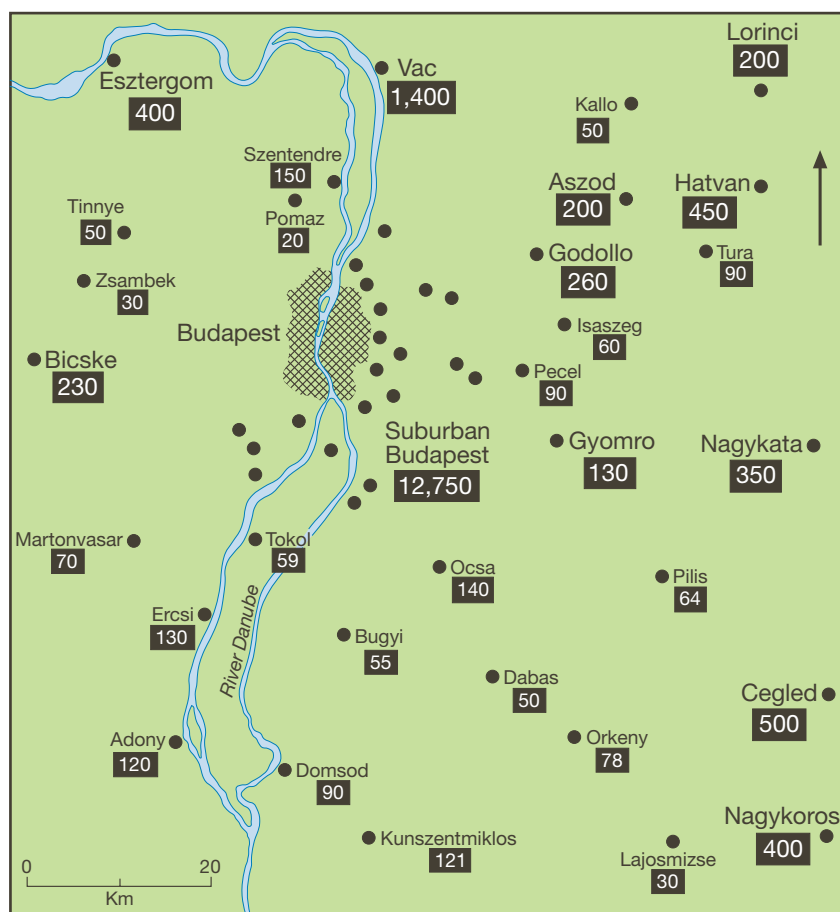 Lorinci
200
Esztergom
400
Vac
1,400
Kallo
50
Szentendre
150
Pomaz
20
Aszod
200
Hatvan
450
Tinnye
50
Zsambek
30
Godollo
260
Tura
90
Budapest
Isaszeg
60
Bicske
230
Pecel
90
Suburban
Budapest
12,750
Gyomro
130
Nagykata
350
Martonvasar
70
Tokol
59
Ocsa
140
Pilis
64
Ercsi
130
River Danube
Bugyi
55
Dabas
50
Cegled
500
Adony
120
Orkeny
78
Domsod
90
Kunszentmiklos
121
Lajosmizse
30
Nagykoros
400
0 20
Km